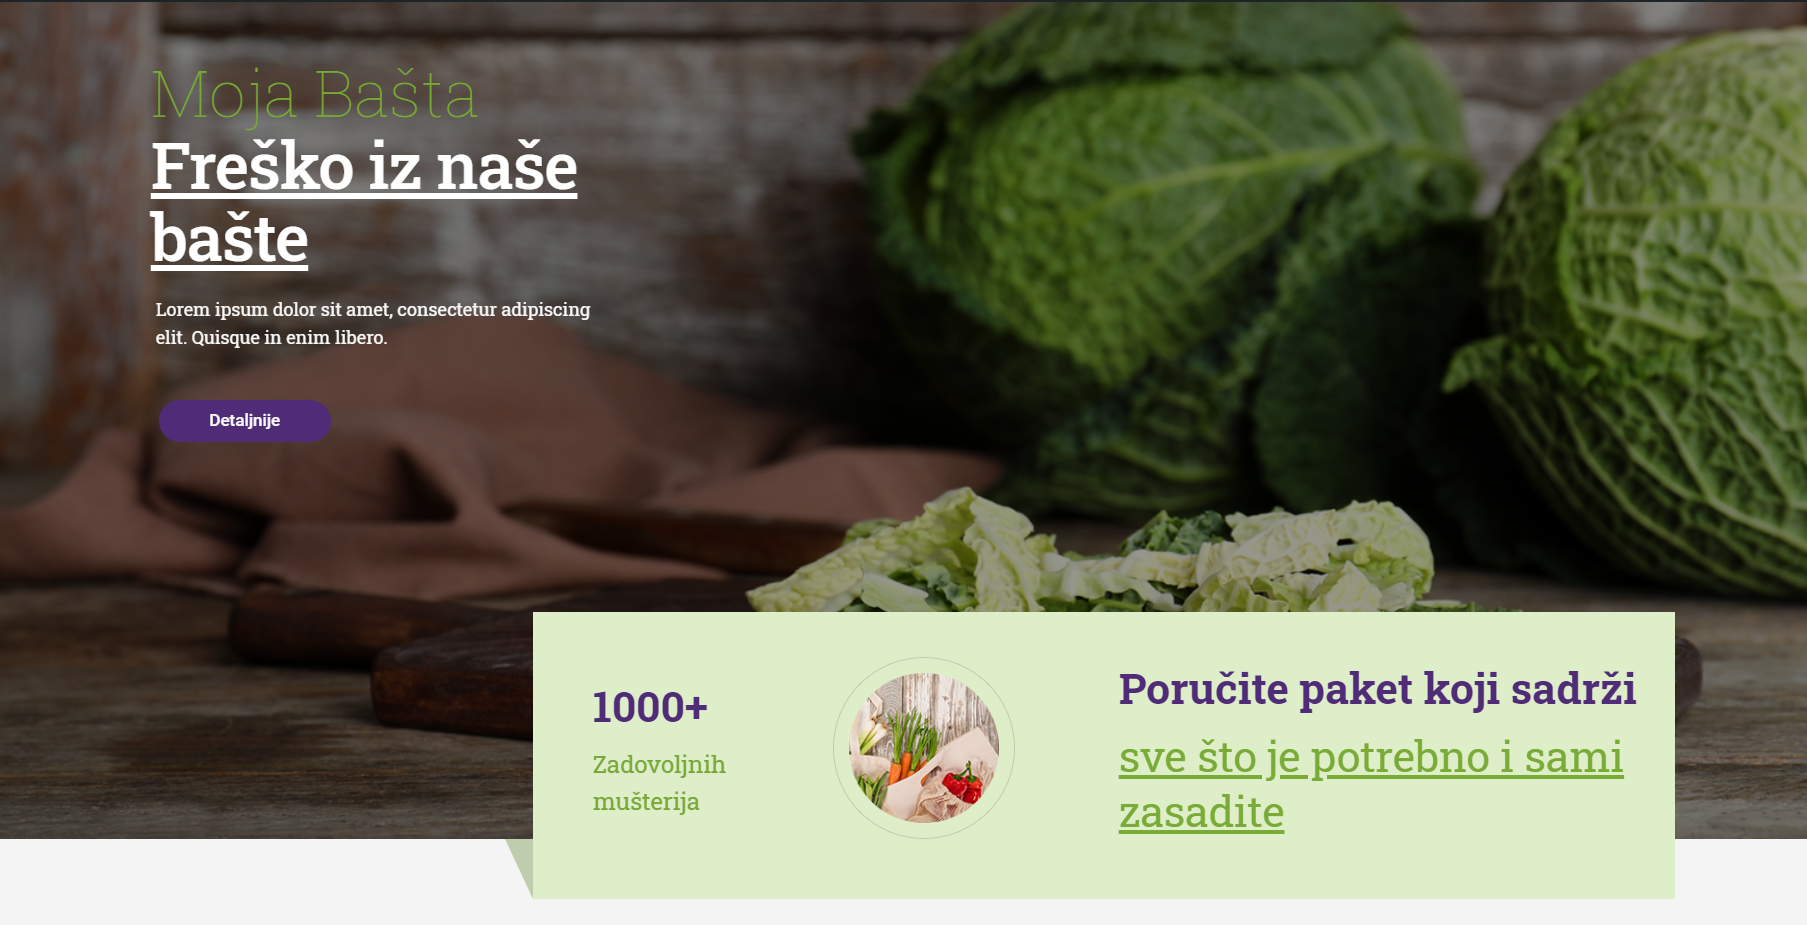 Moja Bašta
Freško iz naše
bašte
Lorem ipsum dolor sit amet, consectetur adipiscing
elit. Quisque in enim libero.
Detaljnije
1000+
Zadovoljnih
mušterija
Poručite paket koji sadrži
sve što je potrebno i sami
zasadite